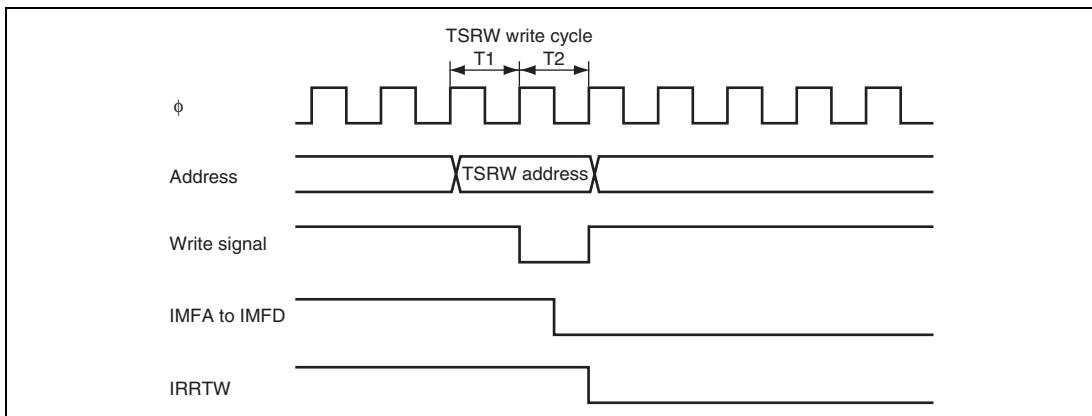 TSRW write cycle
T1 T2
ϕ
Address TSRW address
Write signal
IMFA to IMFD
IRRTW